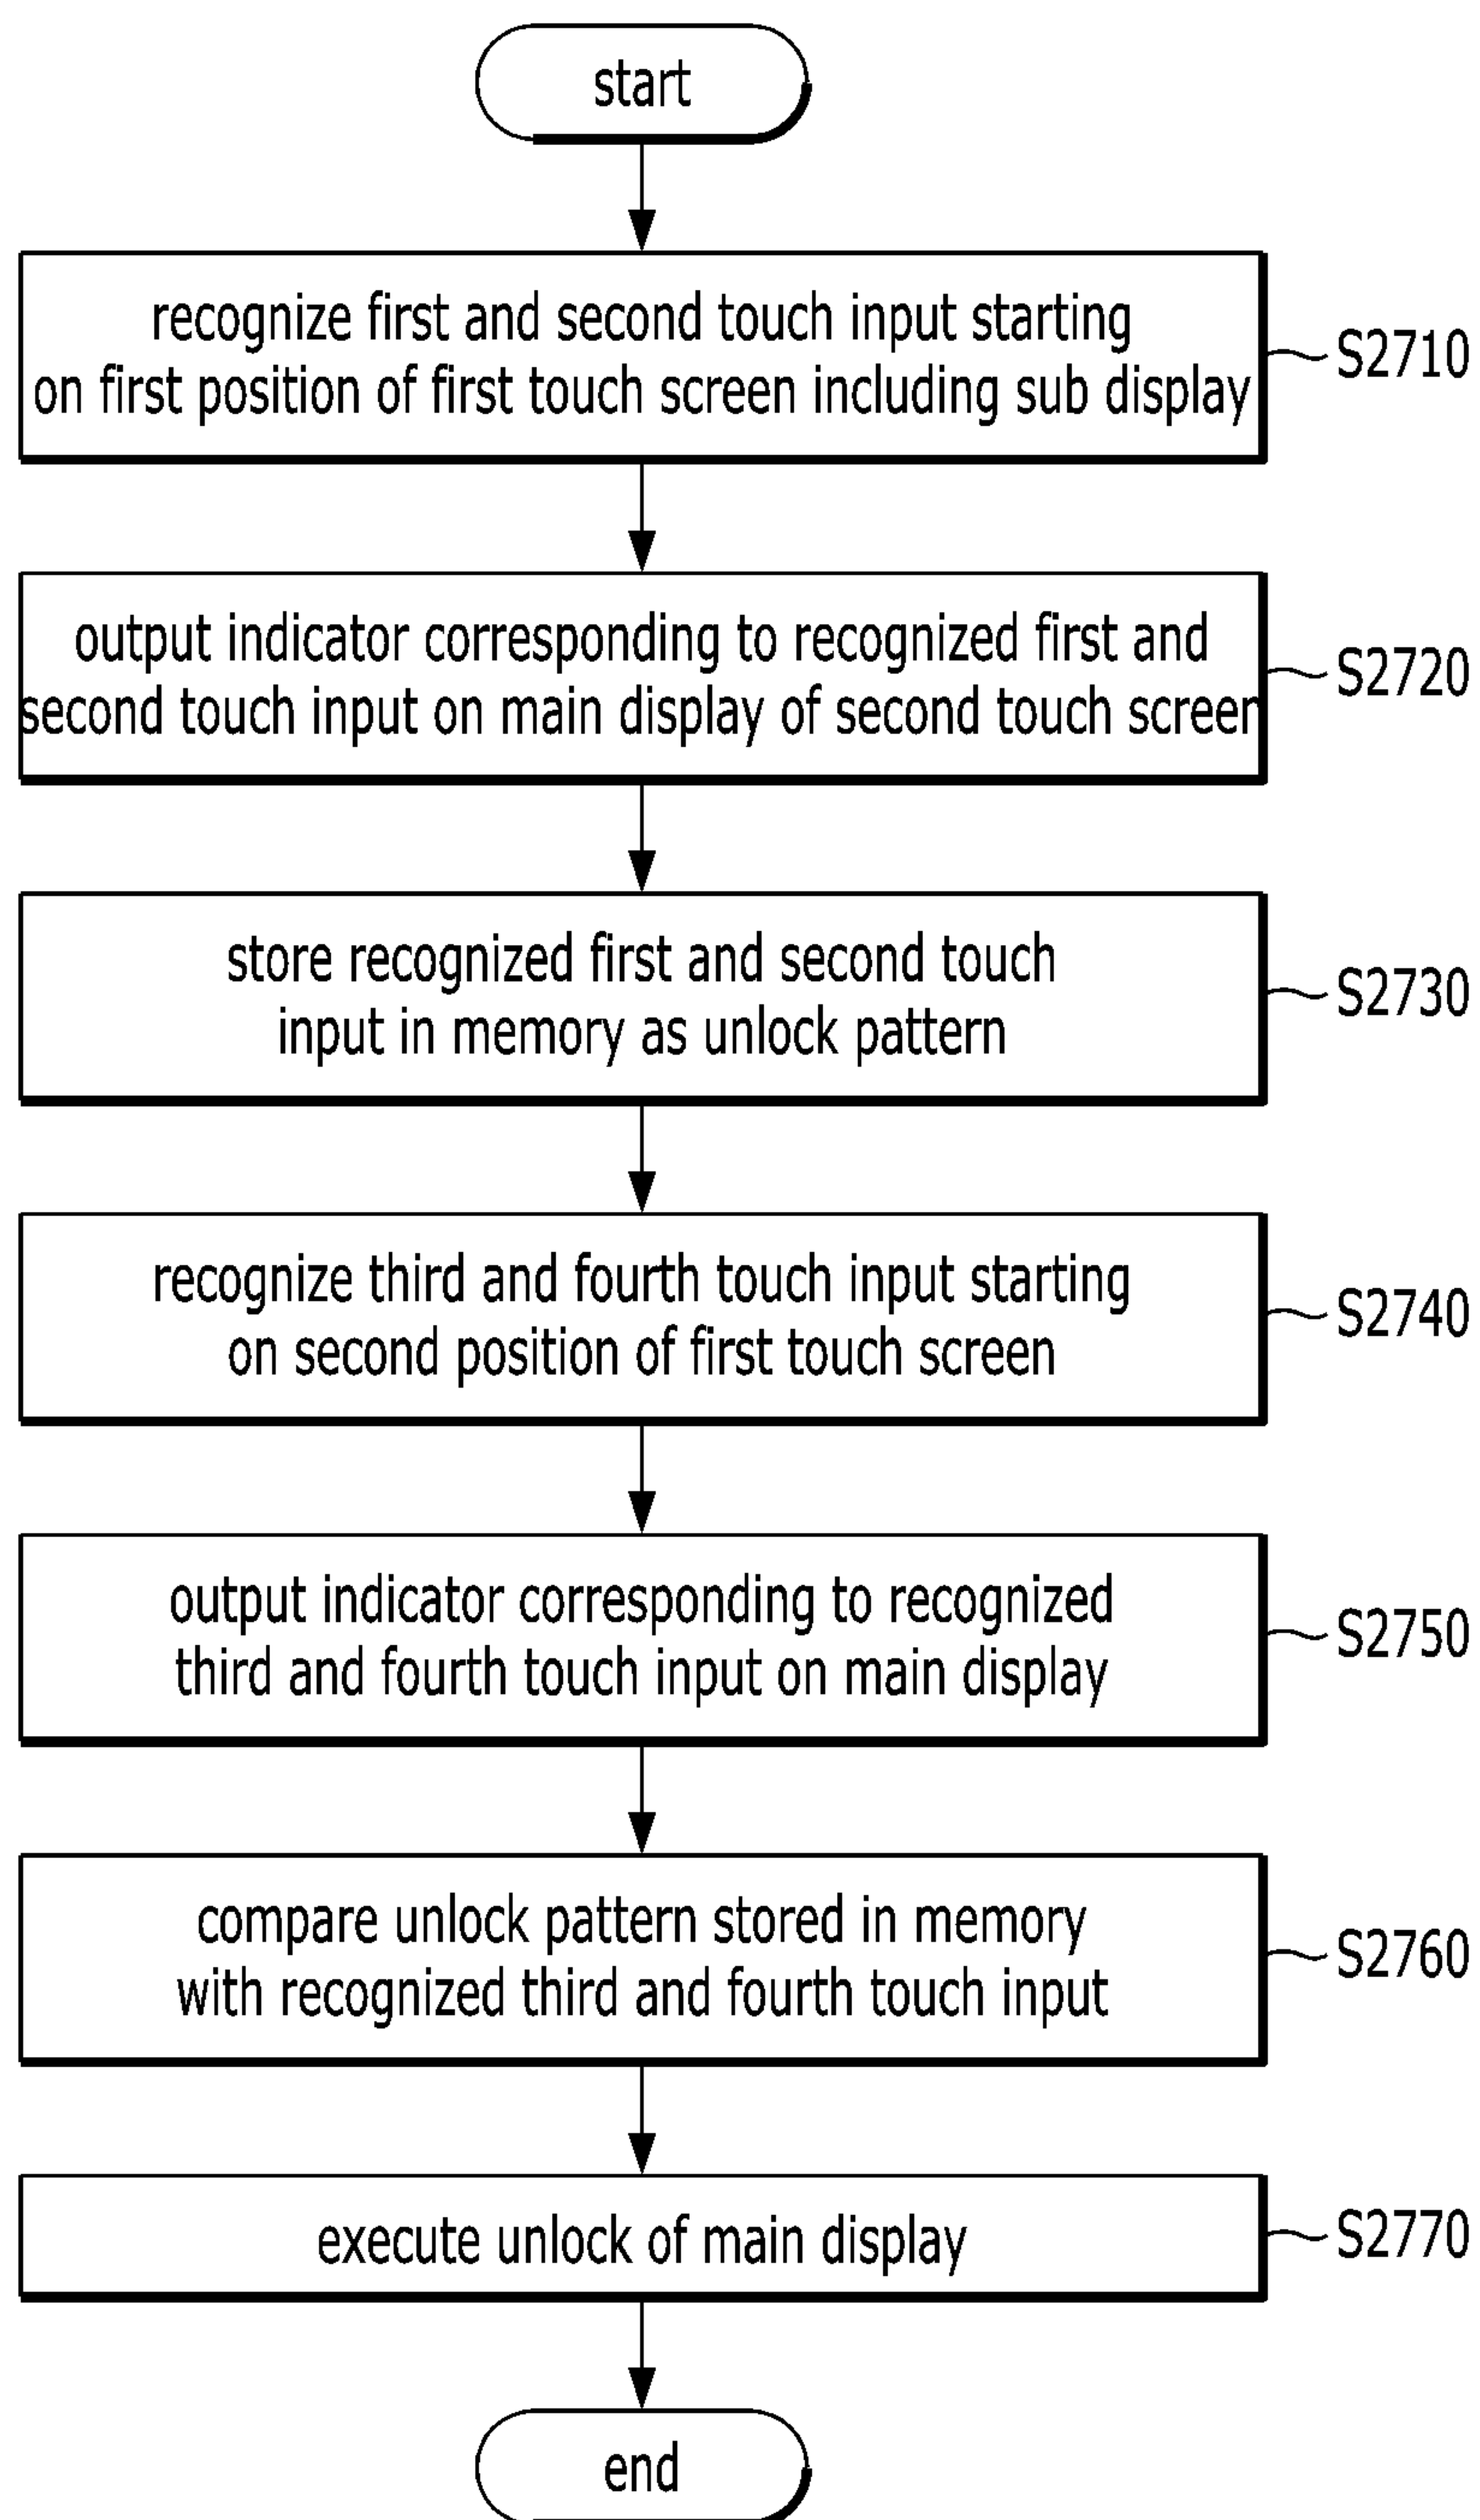 start
recognize first and second touch input starting
on first position of first touch screen including sub display
S2710
output indicator corresponding to recognized first and
second touch input on main display of second touch screen
S2720
store recognized first and second touch
input in memory as unlock pattern
S2730
recognize third and fourth touch input starting
on second position of first touch screen
S2740
output indicator corresponding to recognized
third and fourth touch input on main display
S2750
compare unlock pattern stored in memory
with recognized third and fourth touch input
S2760
execute unlock of main display
S2770
end